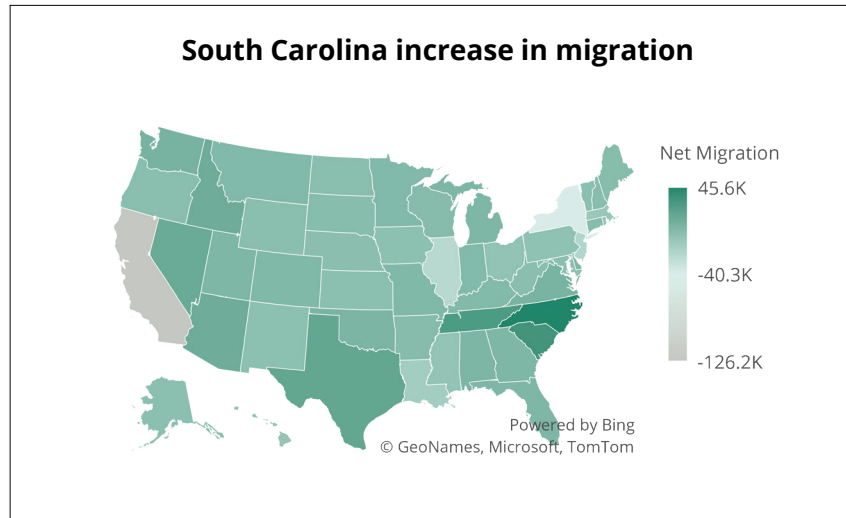 South Carolina increase in migration
Net Migration
45.6K
-40.3K
-126.2K
Powered by Bing
© GeoNames, Microsoft, TomTom